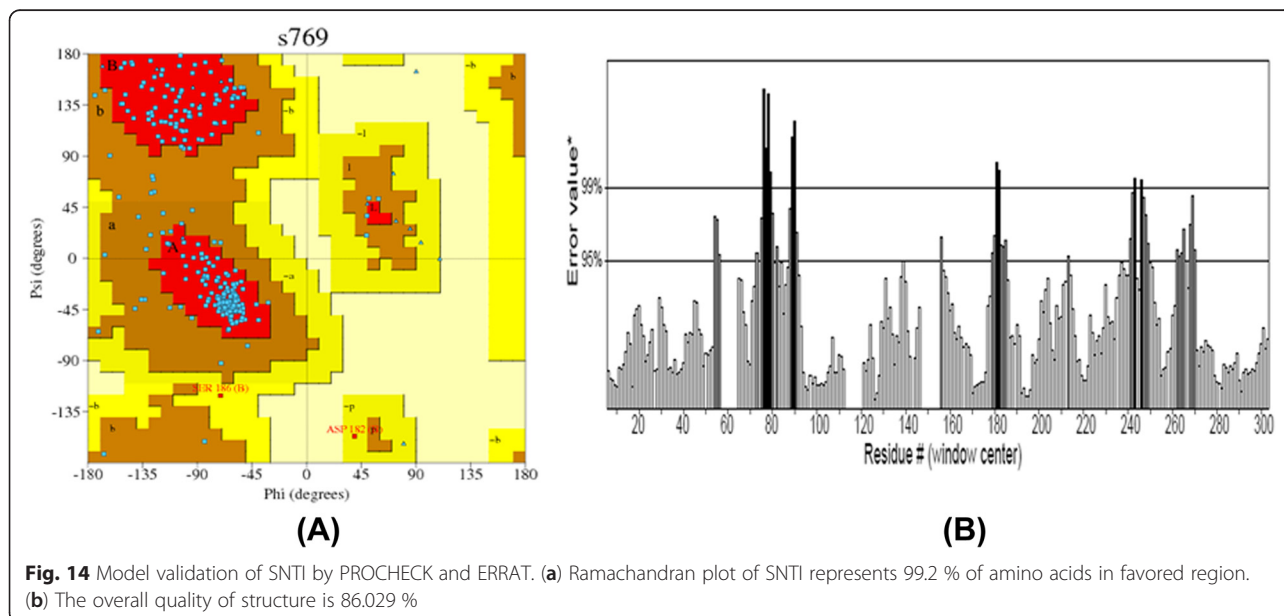 s769
180
135
90
45
0
-45
-90
-135
B
b
a
A
~b
~l
l
L
~a
~b
b
~b
b
SER 186 (B)
~p
ASP 182 (B)
~b
b
-180 -135 -90 -45 0 45 90 135 180
Psi (degrees)
Phi (degrees)
(A)
Error value*
99%
95%
20 40 60 80 100 120 140 160 180 200 220 240 260 280 300
Residue # (window center)
(B)
Fig. 14 Model validation of SNTI by PROCHECK and ERRAT. (a) Ramachandran plot of SNTI represents 99.2 % of amino acids in favored region.
(b) The overall quality of structure is 86.029 %